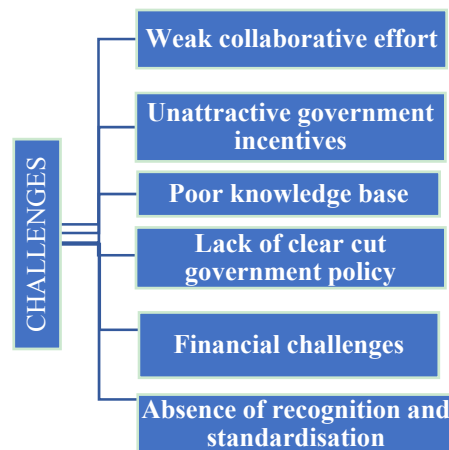 CHALLENGES
Weak collaborative effort
Unattractive government
incentives
Poor knowledge base
Lack of clear cut
government policy
Financial challenges
Absence of recognition and
standardisation